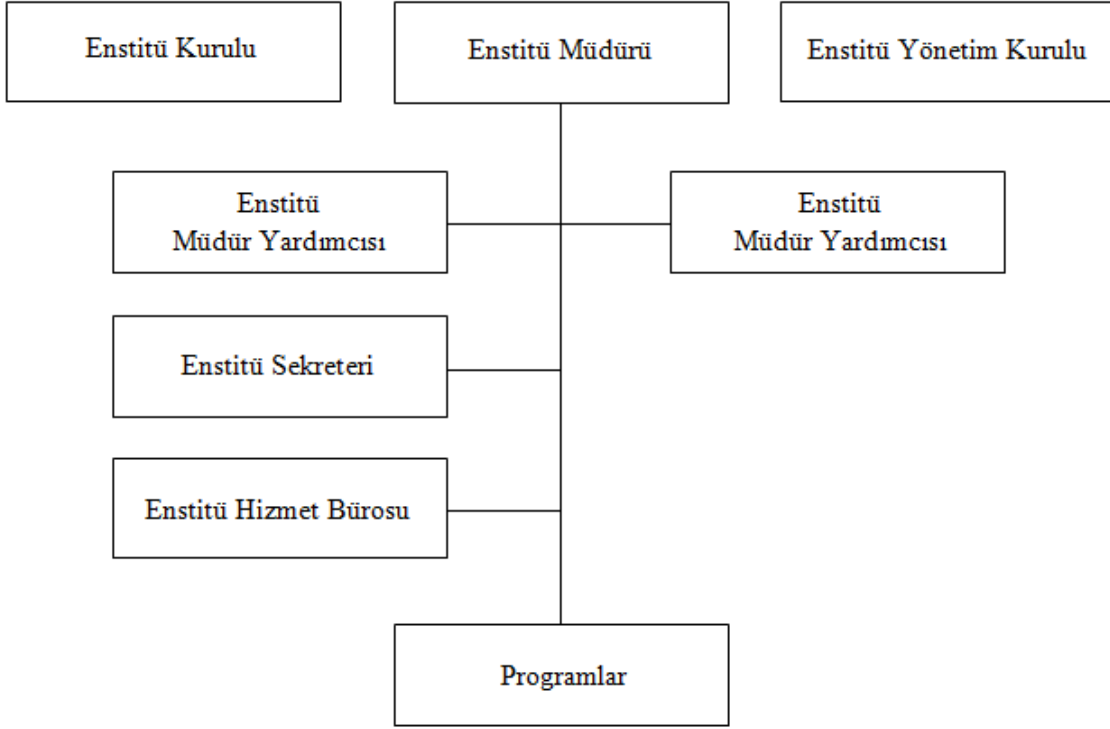 Enstitü Kurulu
Enstitü Müdürü
Enstitü Yönetim Kurulu
Enstitü
Müdür Yardımcısı
Enstitü
Müdür Yardımcısı
Enstitü Sekreteri
Enstitü Hizmet Bürosu
Programlar